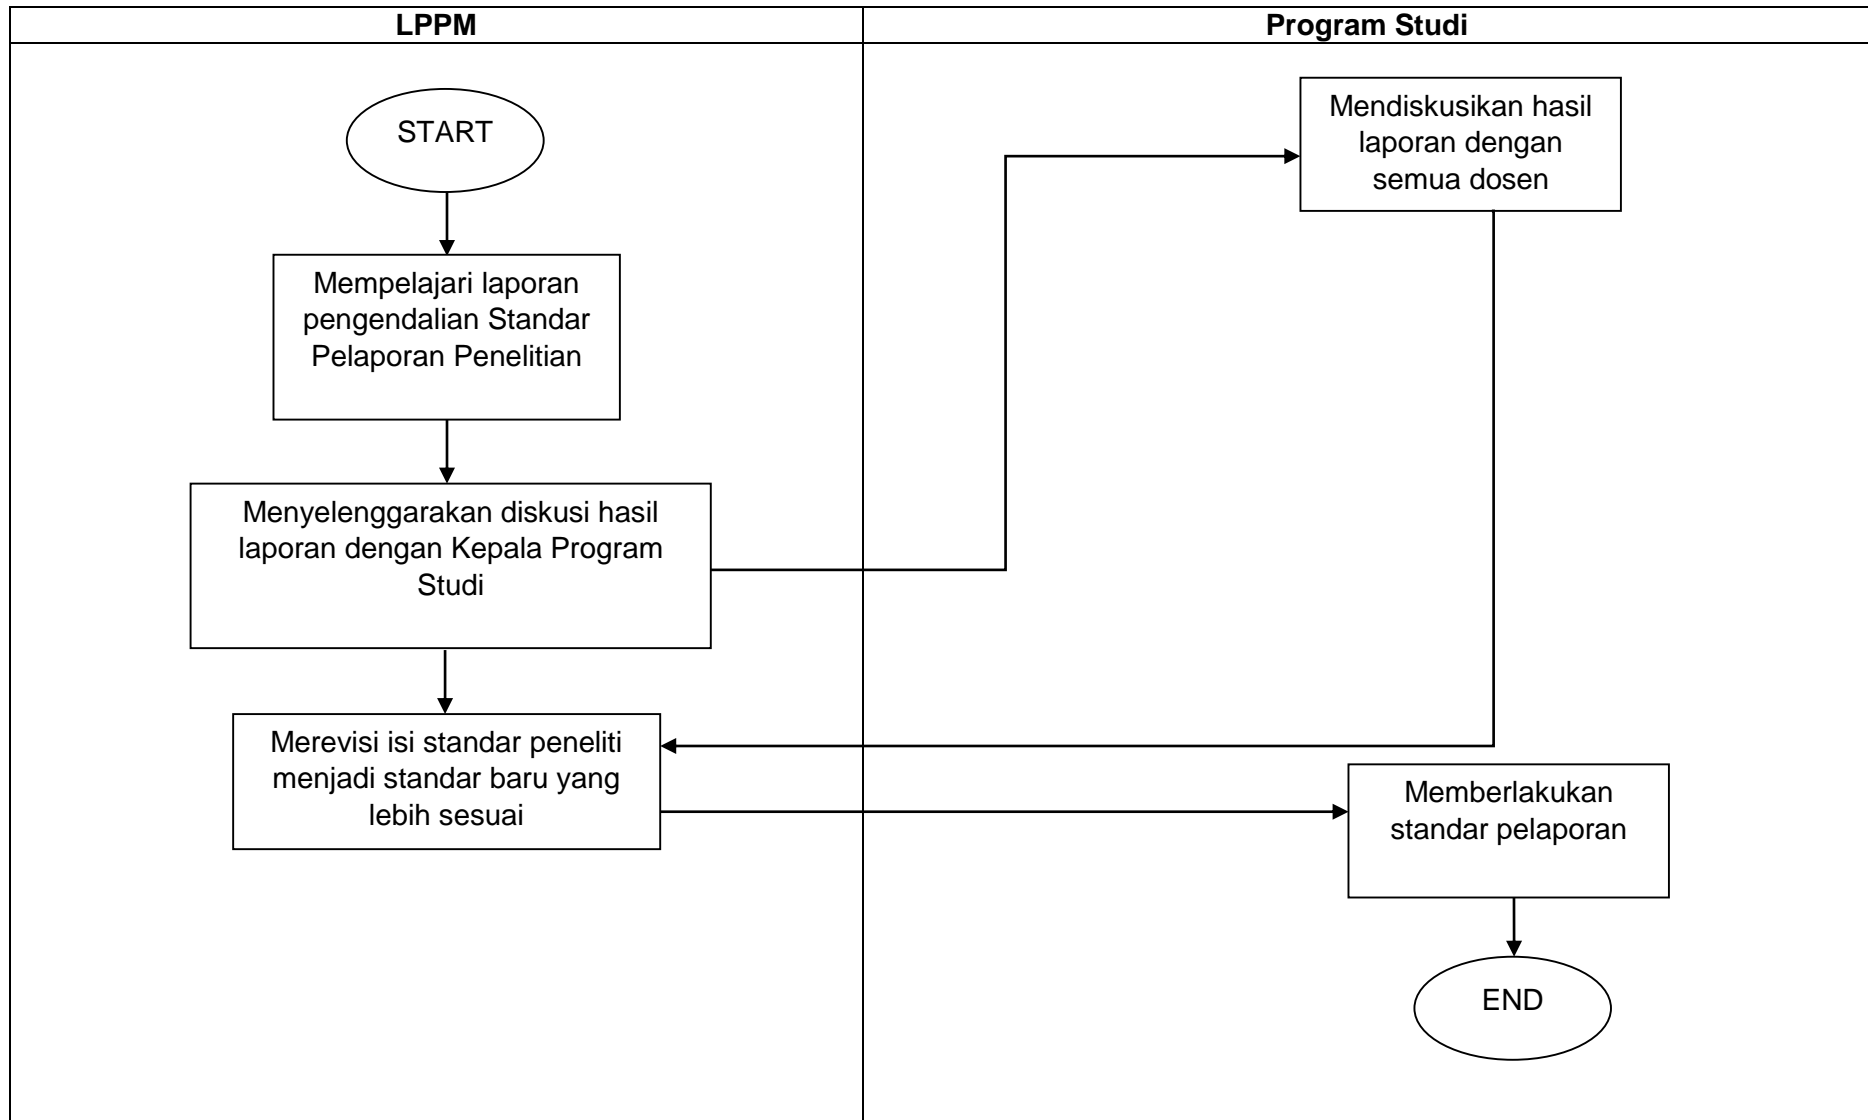 LPPM
Program Studi
START
Mempelajari laporan
pengendalian Standar
Pelaporan Penelitian
Menyelenggarakan diskusi hasil
laporan dengan Kepala Program
Studi
Mendiskusikan hasil
laporan dengan
semua dosen
Merevisi isi standar peneliti
menjadi standar baru yang
lebih sesuai
Memberlakukan
standar pelaporan
END